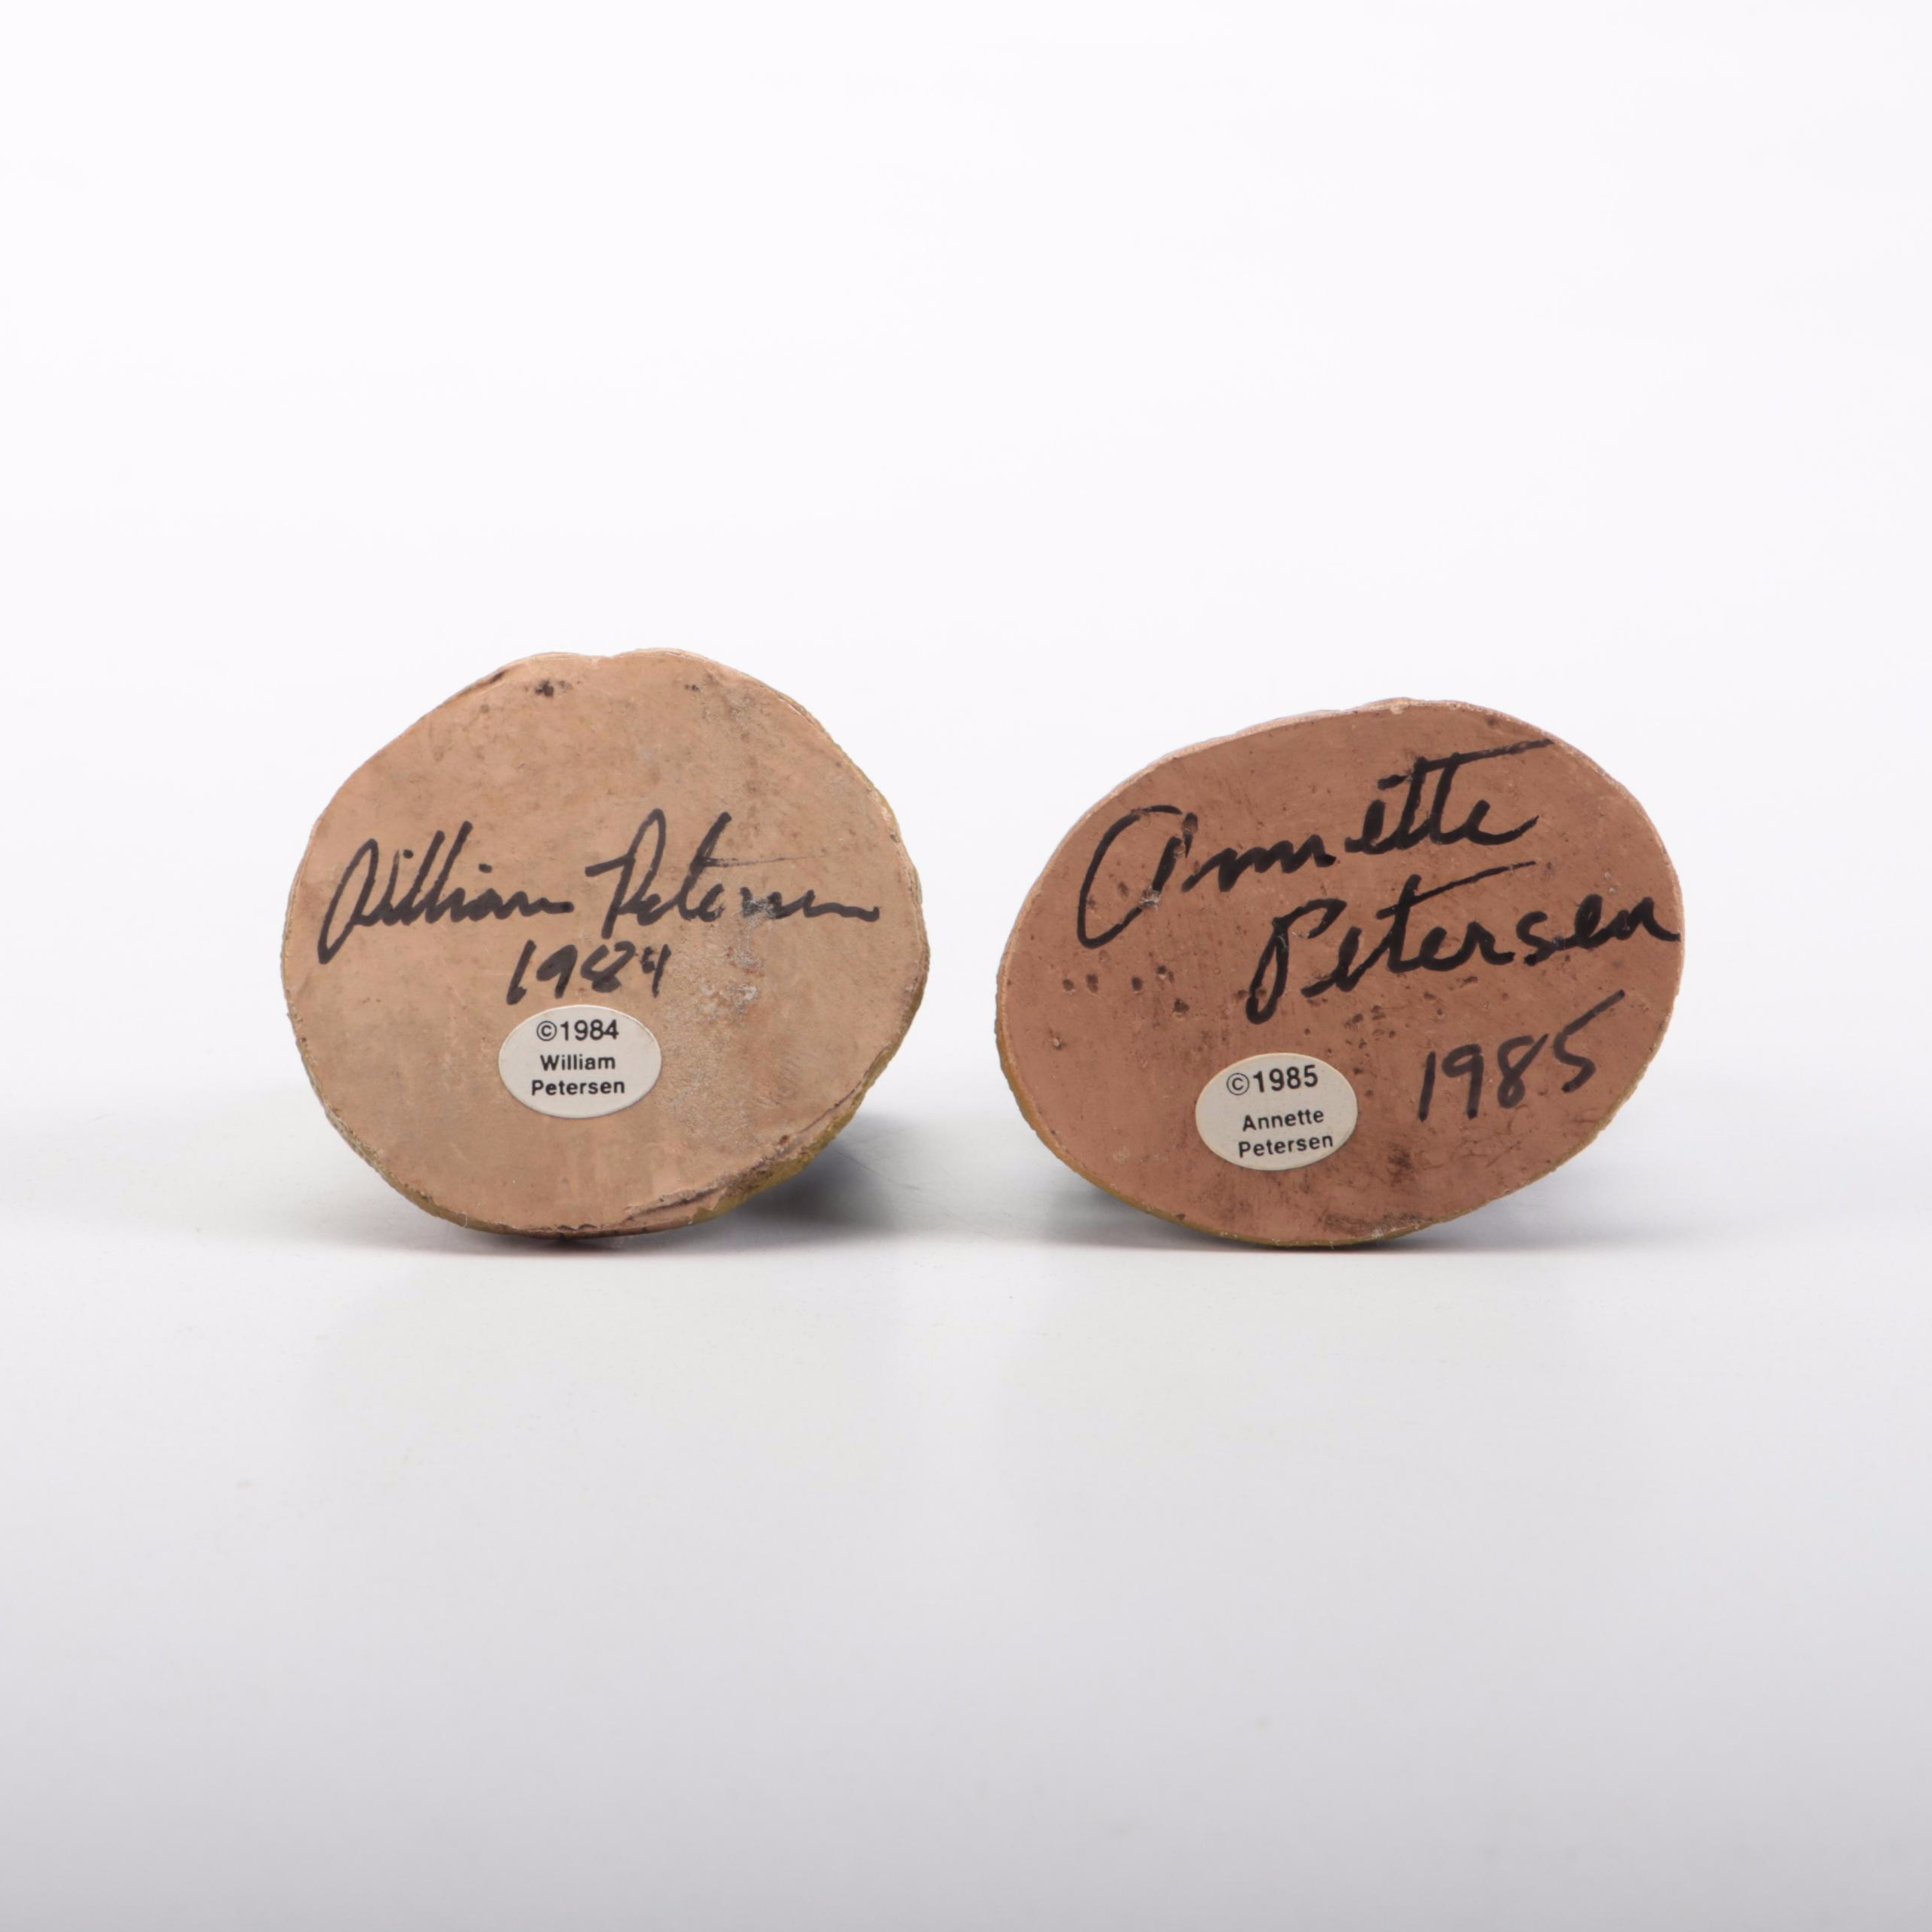 William Petersen
1984
©1984
William
Petersen
Annette
Petersen
1985
©1985
Annette
Petersen